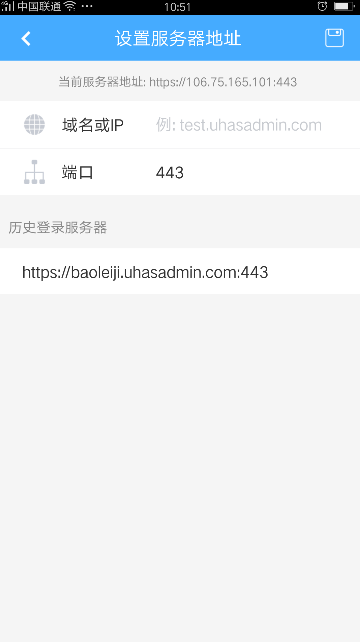 中国联通 10:51
设置服务器地址
当前服务器地址: https://106.75.165.101:443
域名或IP 例: test.uhasadmin.com
端口 443
历史登录服务器
https://baoleiji.uhasadmin.com:443